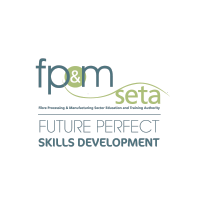 fp&m
seta
Fibre Processing & Manufacturing Sector Education and Training Authority
FUTURE PERFECT
SKILLS DEVELOPMENT